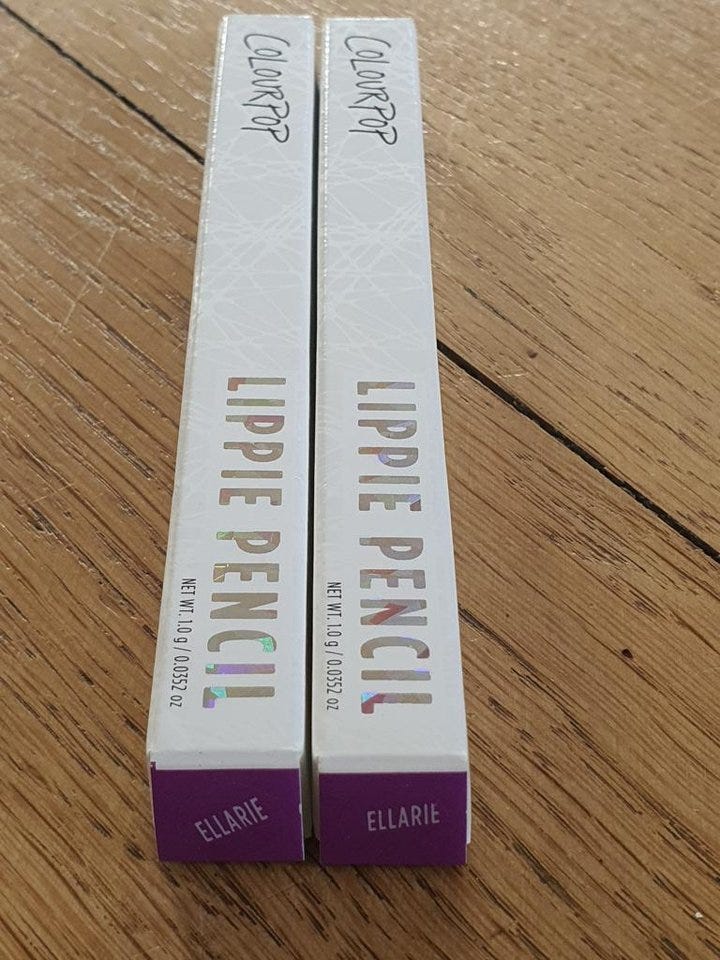 COLOURPOP
LIPPIE PENCIL
NET WT. 1.0 g / 0.0352 oz
ELLARIE
COLOURPOP
LIPPIE PENCIL
NET WT. 1.0 g / 0.0352 oz
ELLARIE